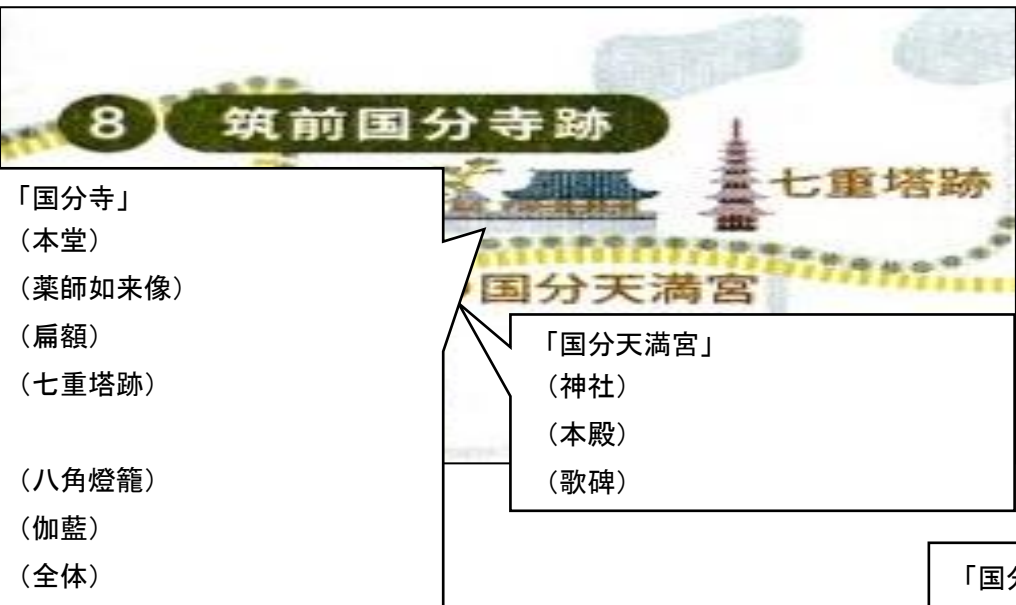 8 筑前国分寺跡
七重塔跡
国分天満宮
「国分寺」
（本堂）
（薬師如来像）
（扁額）
（七重塔跡）
（八角燈籠）
（伽藍）
（全体）
「国分天満宮」
（神社）
（本殿）
（歌碑）
「国分